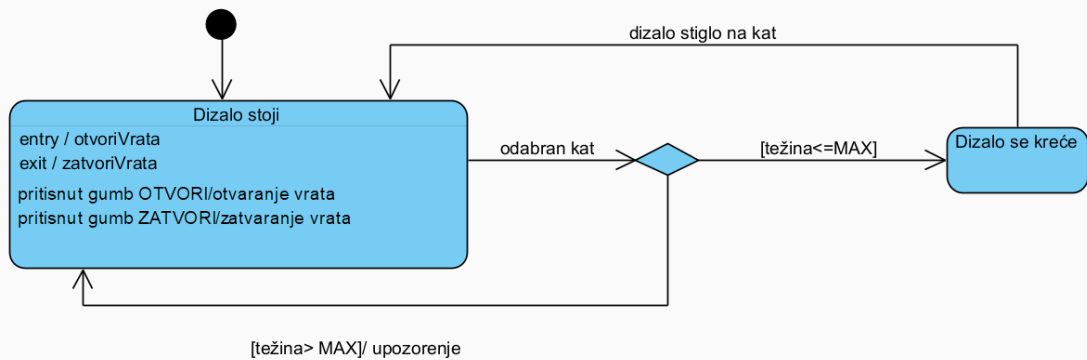 dizalo stiglo na kat
Dizalo stoji
entry / otvoriVrata
exit / zatvoriVrata
pritisnut gumb OTVORI/otvaranje vrata
pritisnut gumb ZATVORI/zatvaranje vrata
odabran kat
[težina<=MAX]
Dizalo se kreće
[težina> MAX]/ upozorenje